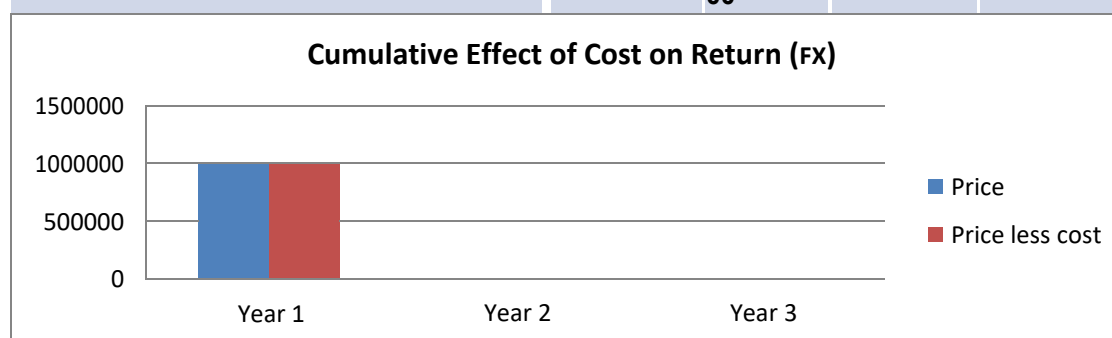 Cumulative Effect of Cost on Return (FX)
1500000
1000000
500000
0
Year 1
Year 2
Year 3
Price
Price less cost